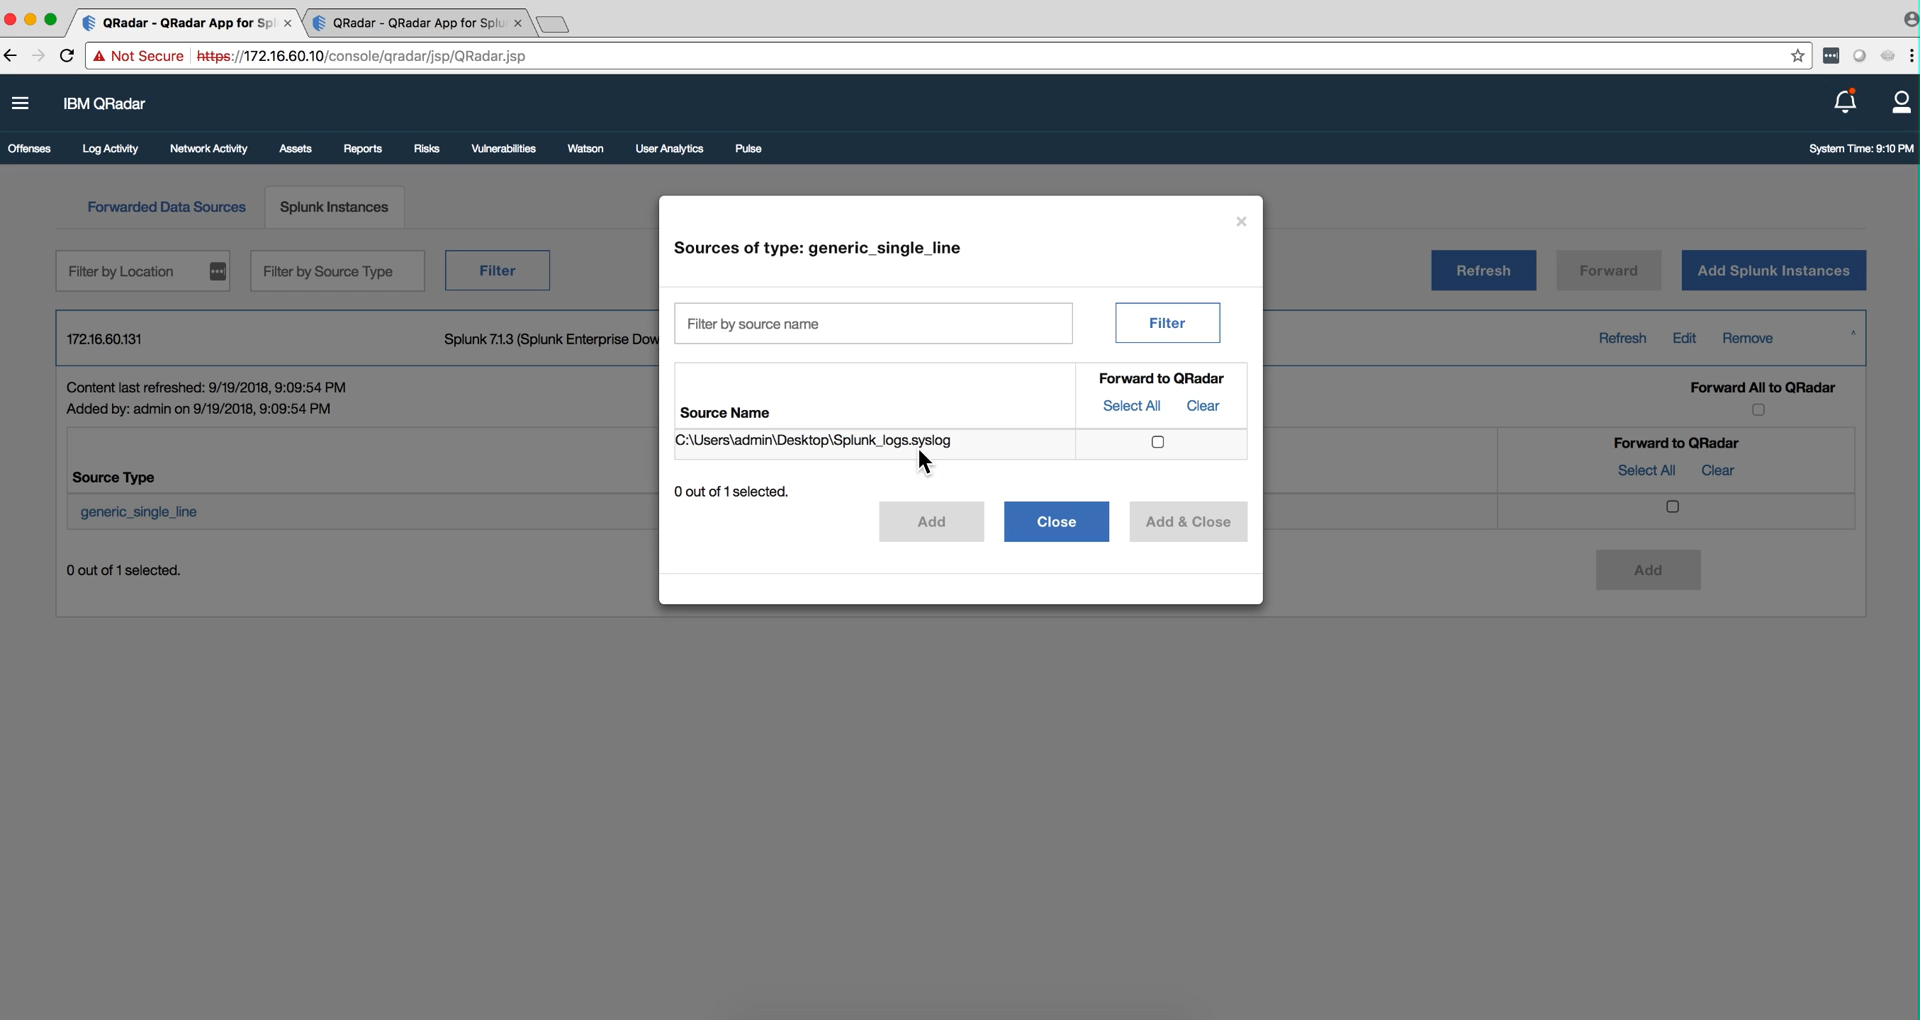 QRadar - QRadar App for Spl
QRadar - QRadar App for Splu
Not Secure https://172.16.60.10/console/qradar/jsp/QRadar.jsp
IBM QRadar
Offenses Log Activity Network Activity Assets Reports Risks Vulnerabilities Watson User Analytics Pulse System Time: 9:10 PM
Forwarded Data Sources Splunk Instances
Filter by Location Filter by Source Type Filter Refresh Forward Add Splunk Instances
172.16.60.131 Splunk 7.1.3 (Splunk Enterprise Dow Refresh Edit Remove
Content last refreshed: 9/19/2018, 9:09:54 PM Forward All to QRadar
Added by: admin on 9/19/2018, 9:09:54 PM
Forward to QRadar
Source Type Select All Clear
generic_single_line
0 out of 1 selected. Add
Sources of type: generic_single_line
Filter by source name Filter
Forward to QRadar
Source Name Select All Clear
C:\Users\admin\Desktop\Splunk_logs.syslog
0 out of 1 selected.
Add Close Add & Close